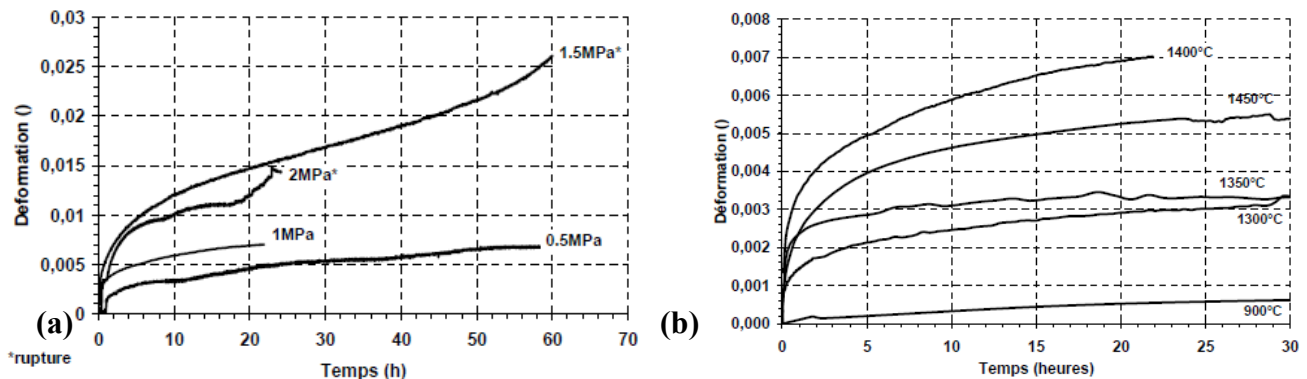 0,03
0,025
0,02
0,015
0,01
0,005
0
Deformation ()
1.5MPa*
2MPa*
1MPa
0.5MPa
0 10 20 30 40 50 60 70
Temps (h)
(a)
*rupture
0,008
0,007
0,006
0,005
0,004
0,003
0,002
0,001
0,000
Déformation ()
1400°C
1450°C
1350°C
1300°C
900°C
0 5 10 15 20 25 30
Temps (heures)
(b)